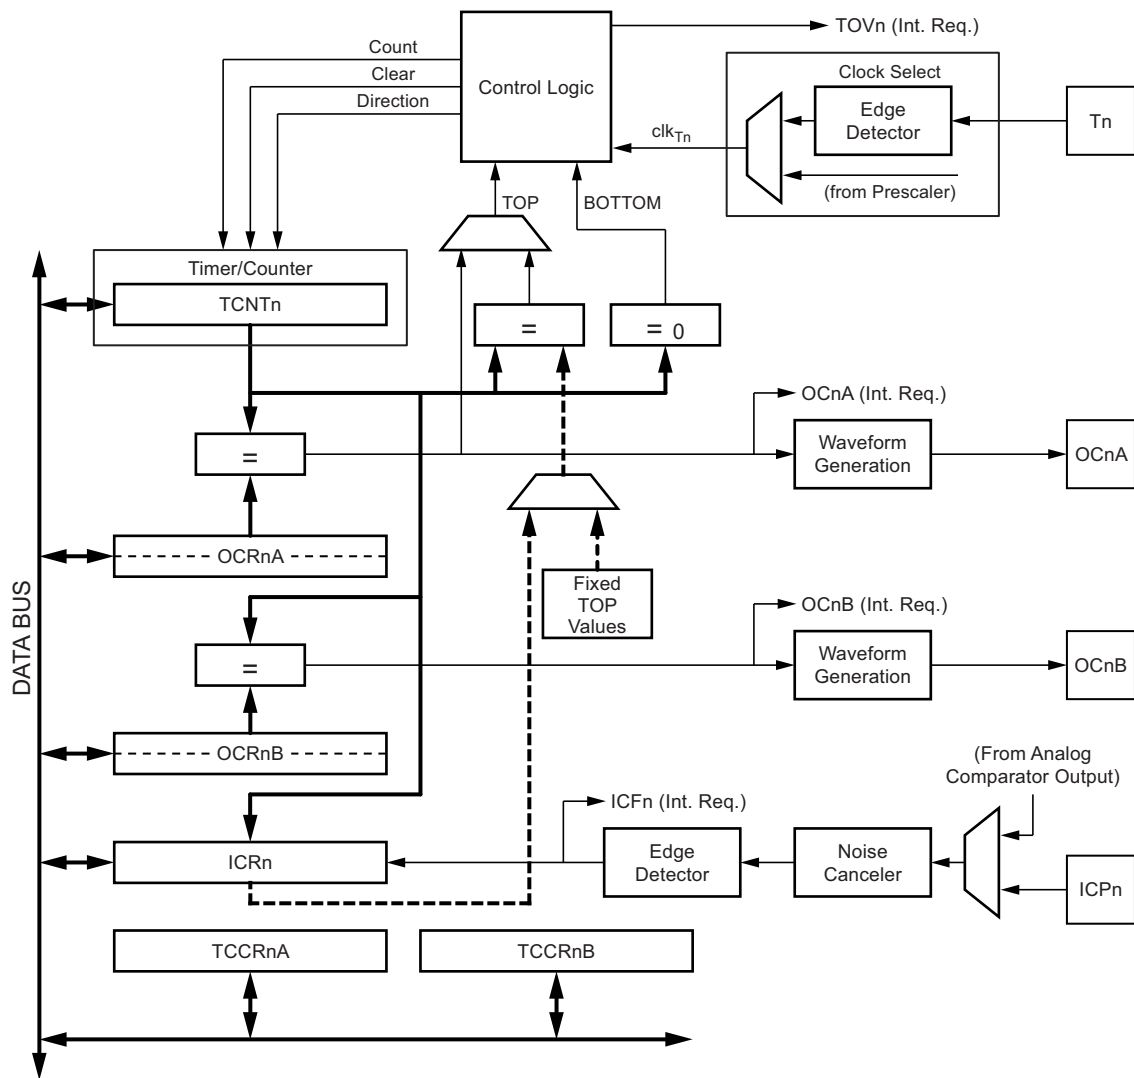 TOVn (Int. Req.)
Count
Clear
Direction
Control Logic
Clock Select
Edge
Detector
Tn
clkTn
(from Prescaler)
TOP
BOTTOM
Timer/Counter
TCNTn
=
= 0
OCnA (Int. Req.)
=
Waveform
Generation
OCnA
OCRnA
Fixed
TOP
Values
DATA BUS
OCnB (Int. Req.)
=
Waveform
Generation
OCnB
OCRnB
(From Analog
Comparator Output)
ICFn (Int. Req.)
ICRn
Edge
Detector
Noise
Canceler
ICPn
TCCRnA
TCCRnB